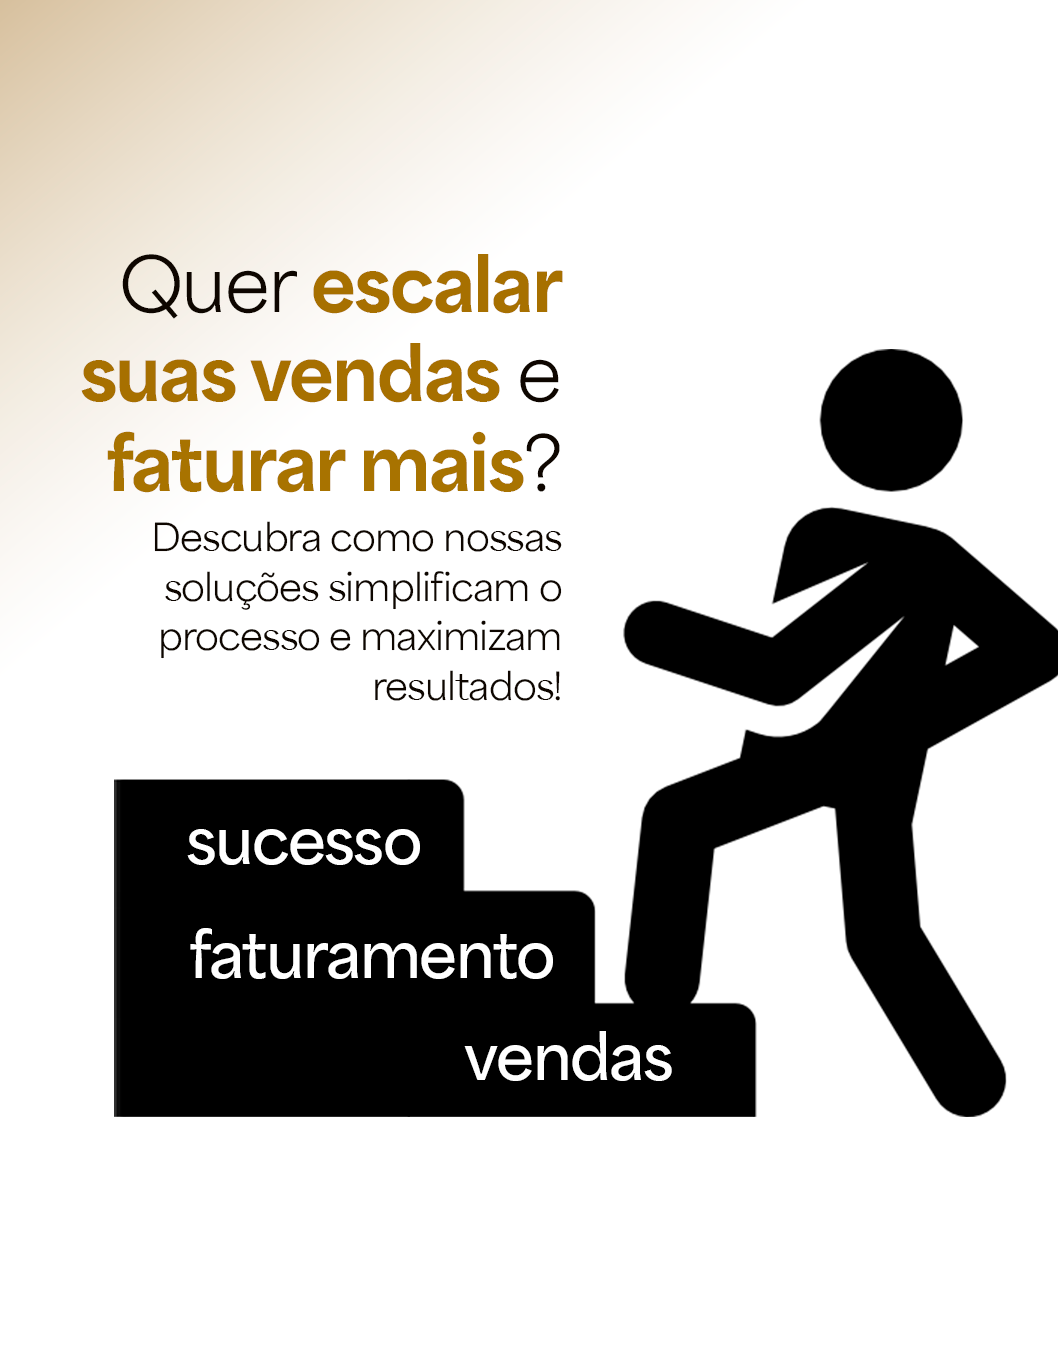 Quer escalar
suas vendas e
faturar mais?
Descubra como nossas
soluções simplificam o
processo e maximizam
resultados!
sucesso
faturamento
vendas